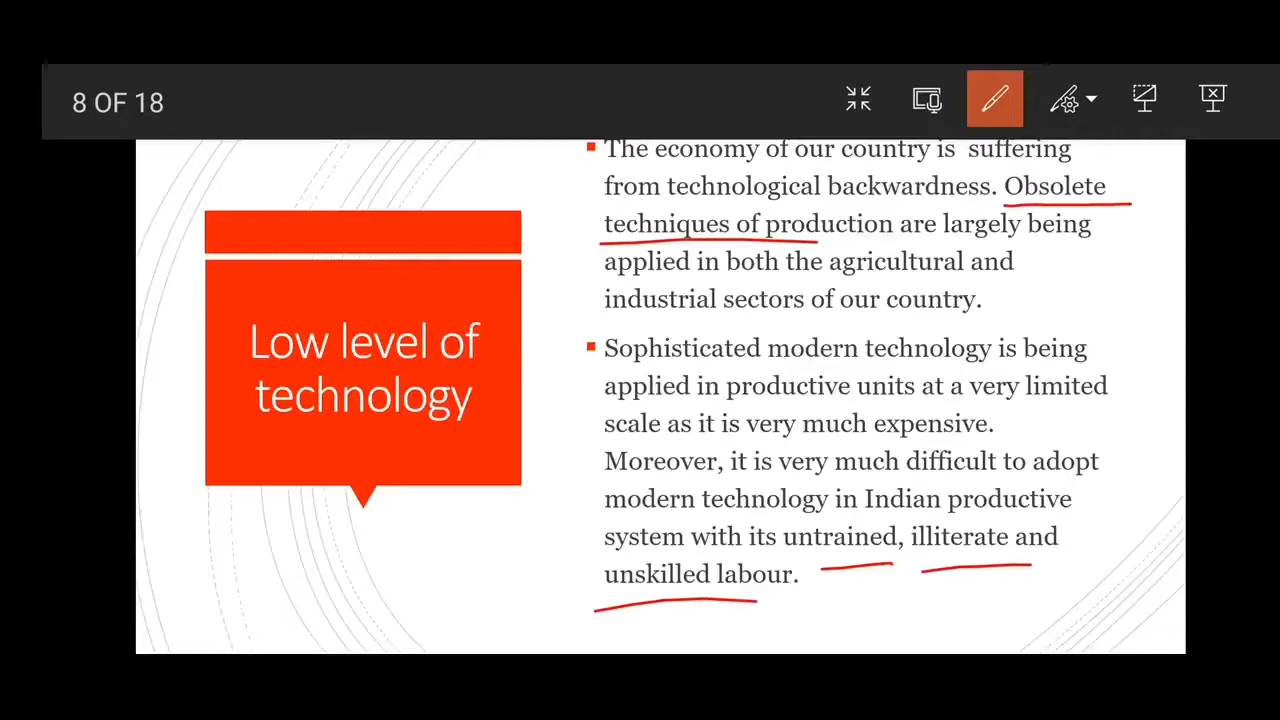 8 OF 18
Low level of
technology
The economy of our country is suffering
from technological backwardness. Obsolete
techniques of production are largely being
applied in both the agricultural and
industrial sectors of our country.
Sophisticated modern technology is being
applied in productive units at a very limited
scale as it is very much expensive.
Moreover, it is very much difficult to adopt
modern technology in Indian productive
system with its untrained, illiterate and
unskilled labour.